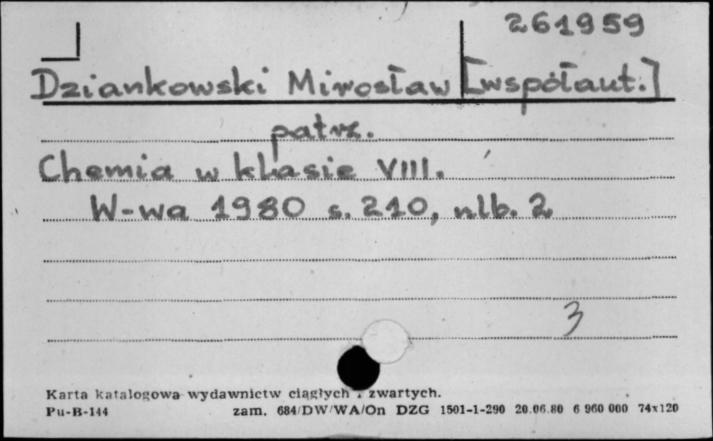 261959
Dziankowski Mirosław [współaut.]
patrz.
Chemia w klasie VIII.
W-wa 1980 s. 210, nlb. 2
3
Karta katalogowa wydawnictw ciągłych i zwartych.
Pu-B-144 zam. 684/DW/WA/On DZG 1501-1-290 20.06.80 6 960 000 74x120